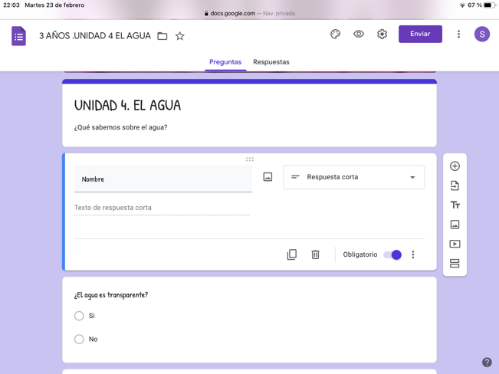 22:03 Martes 23 de febrero
67 %
docs.google.com — Nav. privada
3 AÑOS .UNIDAD 4 EL AGUA
Enviar
S
Preguntas Respuestas
UNIDAD 4. EL AGUA
¿Qué sabemos sobre el agua?
Nombre
Respuesta corta
Texto de respuesta corta
Obligatorio
Tт
¿El agua es transparente?
Sí
No